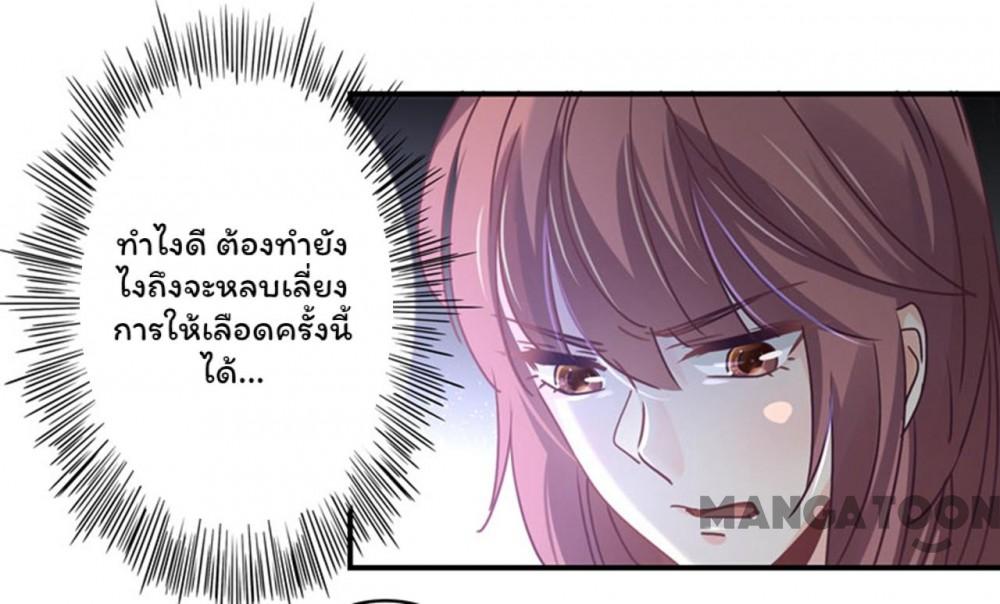 ทำไงดี ต้องทำยัง
ไงถึงจะหลบเลี่ยง
การให้เลือดครั้งนี้
ได้...
MANGATOON